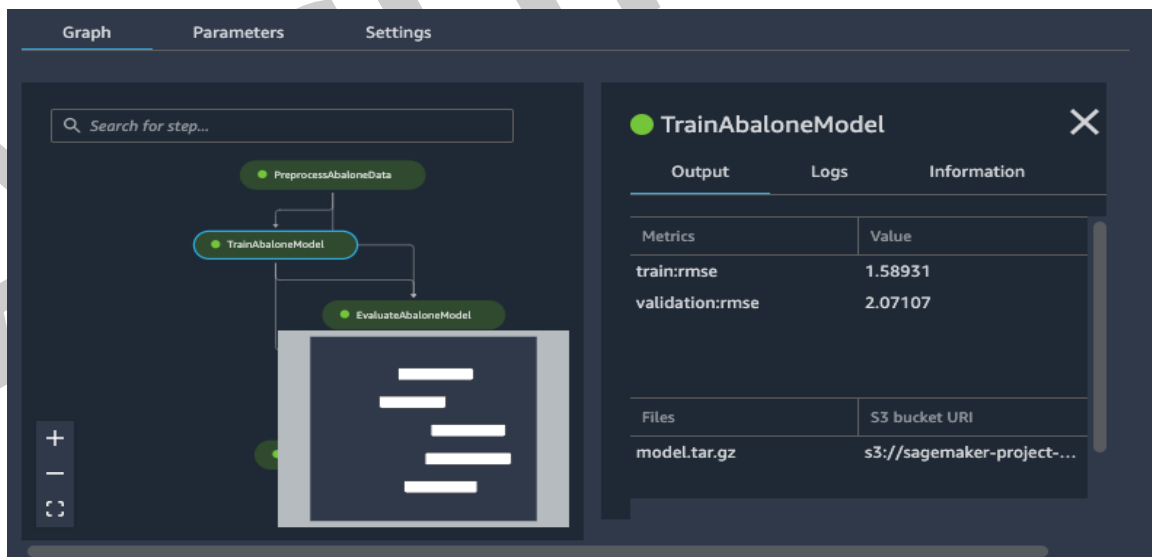 Graph Parameters Settings
Search for step...
PreprocessAbaloneData
TrainAbaloneModel
EvaluateAbaloneModel
TrainAbaloneModel
Output Logs Information
Metrics Value
train:rmse 1.58931
validation:rmse 2.07107
Files S3 bucket URI
model.tar.gz s3://sagemaker-project-...